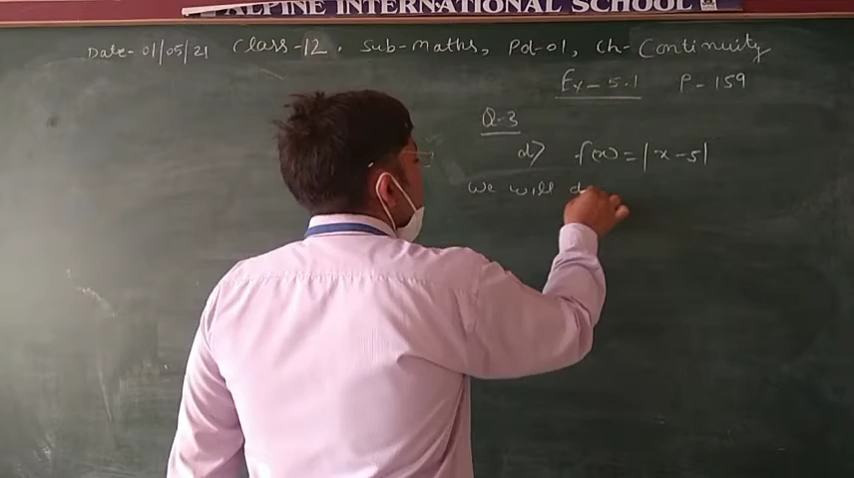 ALPINE INTERNATIONAL SCHOOL
Date- 01/05/21 Class-12, Sub-Maths, Pd-01, Ch-Continuity
Ex-5.1 P-159
Q-3
d> f(x) = |x-5|
We will d